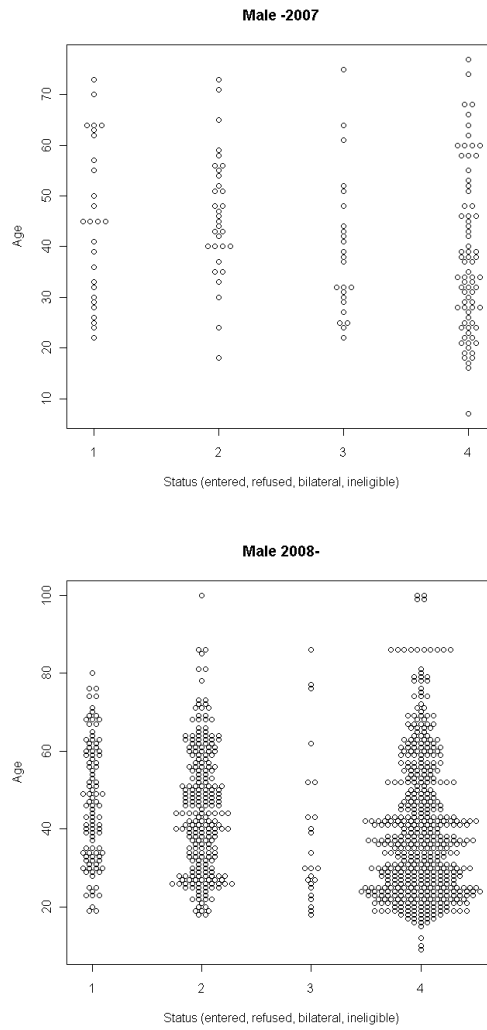 Male -2007
70
60
50
40
30
20
10
Age
1 2 3 4
Status (entered, refused, bilateral, ineligible)
Male 2008-
100
80
60
40
20
Age
1 2 3 4
Status (entered, refused, bilateral, ineligible)